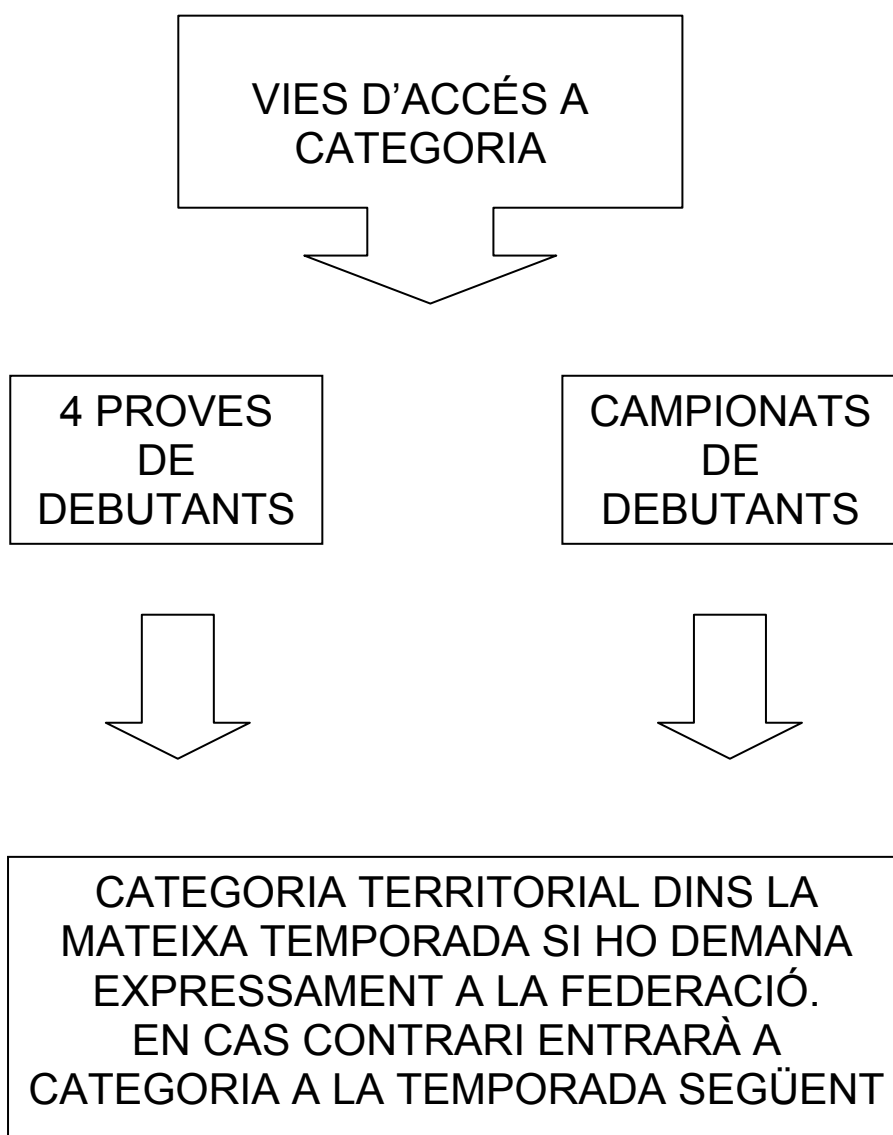 VIES D’ACCÉS A
CATEGORIA
4 PROVES
DE
DEBUTANTS
CAMPIONATS
DE
DEBUTANTS
CATEGORIA TERRITORIAL DINS LA
MATEIXA TEMPORADA SI HO DEMANA
EXPRESSAMENT A LA FEDERACIÓ.
EN CAS CONTRARI ENTRARÀ A
CATEGORIA A LA TEMPORADA SEGÜENT